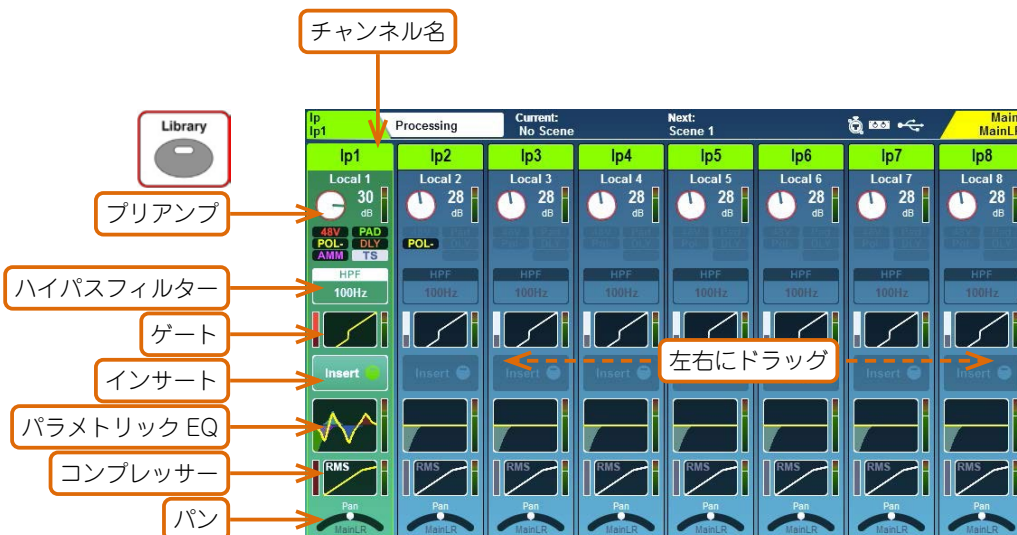 チャンネル名
Library
Ip
Ip1
Processing
Current:
No Scene
Next:
Scene 1
Main
MainLR
Ip1 Ip2 Ip3 Ip4 Ip5 Ip6 Ip7 Ip8
Local 1 Local 2 Local 3 Local 4 Local 5 Local 6 Local 7 Local 8
プリアンプ
30 28 28 28 28 28 28 28
dB dB dB dB dB dB dB dB
48V PAD
POL- DLY POL-
AMM TS
ハイパスフィルター
HPF HPF HPF HPF HPF HPF HPF HPF
100Hz 100Hz 100Hz 100Hz 100Hz 100Hz 100Hz 100Hz
ゲート
左右にドラッグ
インサート
Insert Insert Insert Insert Insert Insert Insert
パラメトリック EQ
コンプレッサー
RMS RMS RMS RMS RMS RMS RMS RMS
パン
Pan Pan Pan Pan Pan Pan Pan Pan
MainLR MainLR MainLR MainLR MainLR MainLR MainLR MainLR